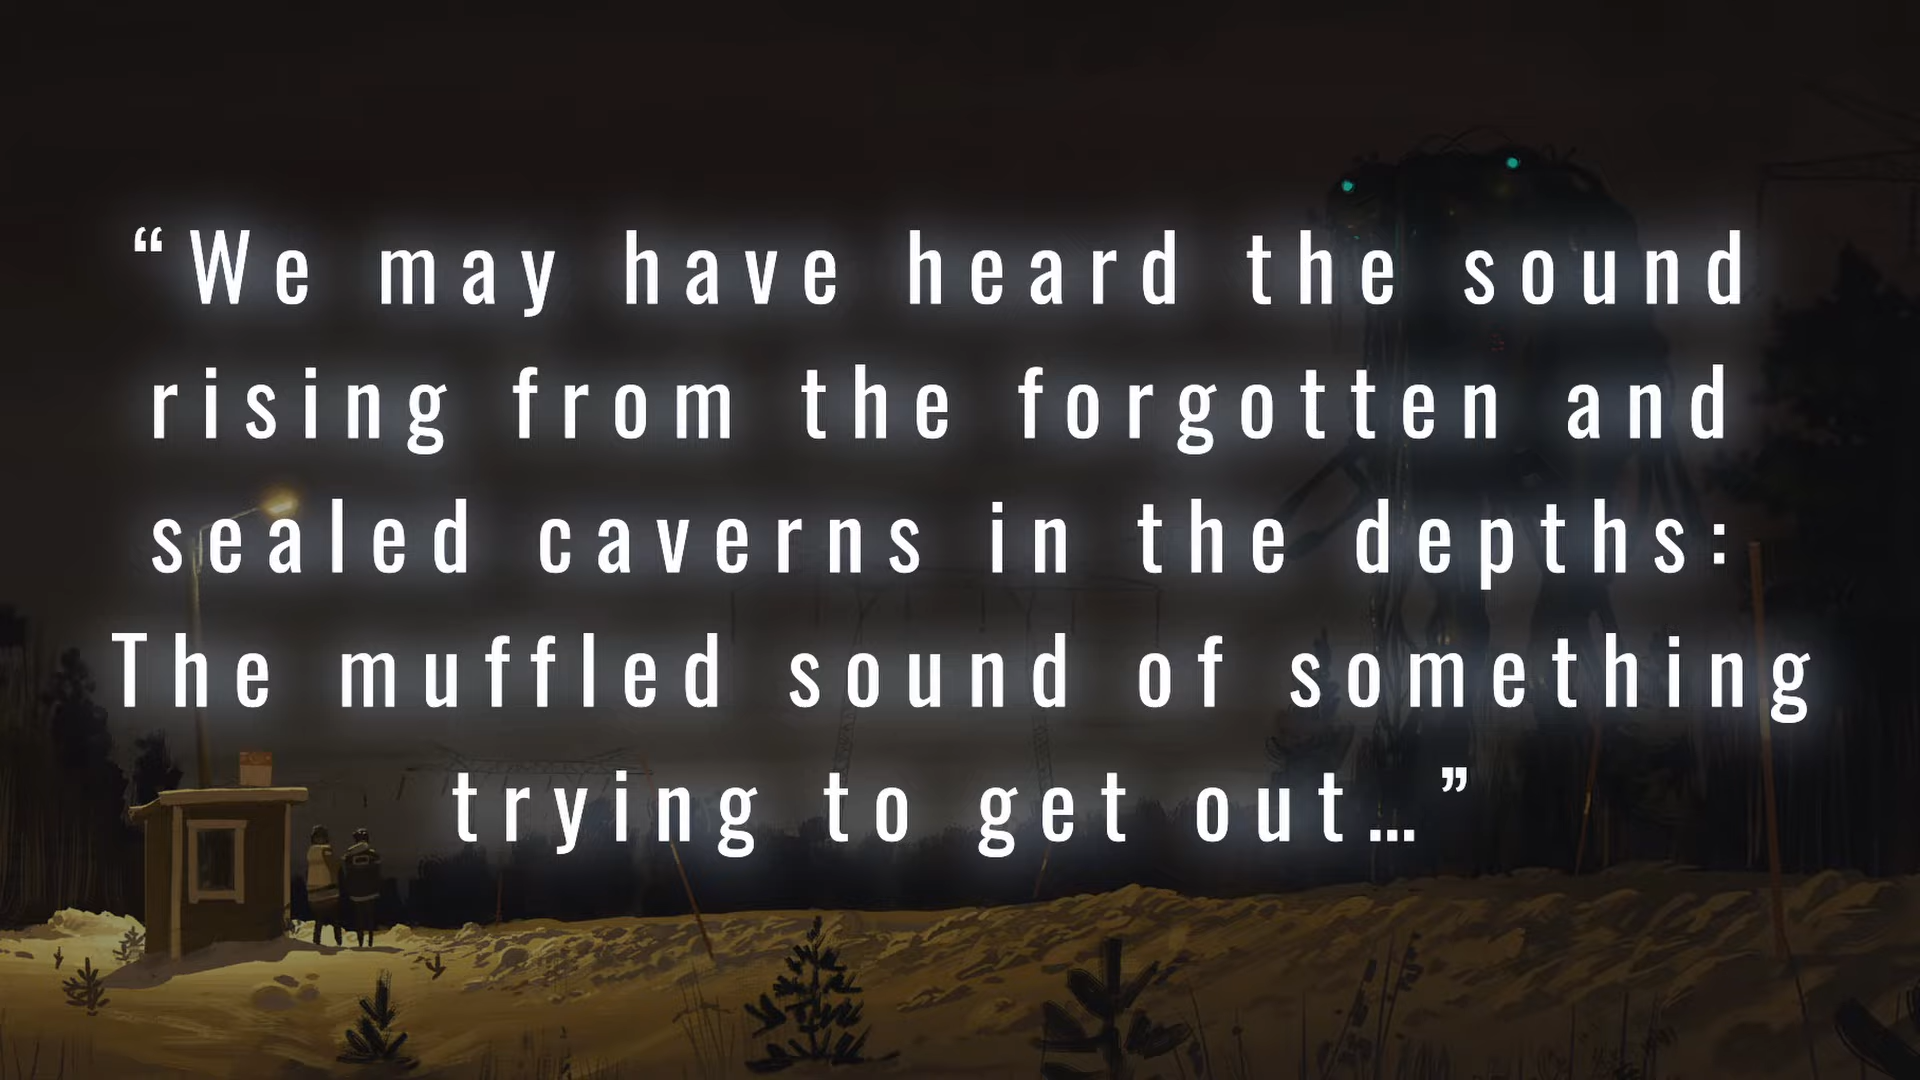 “We may have heard the sound
rising from the forgotten and
sealed caverns in the depths:
The muffled sound of something
trying to get out…”